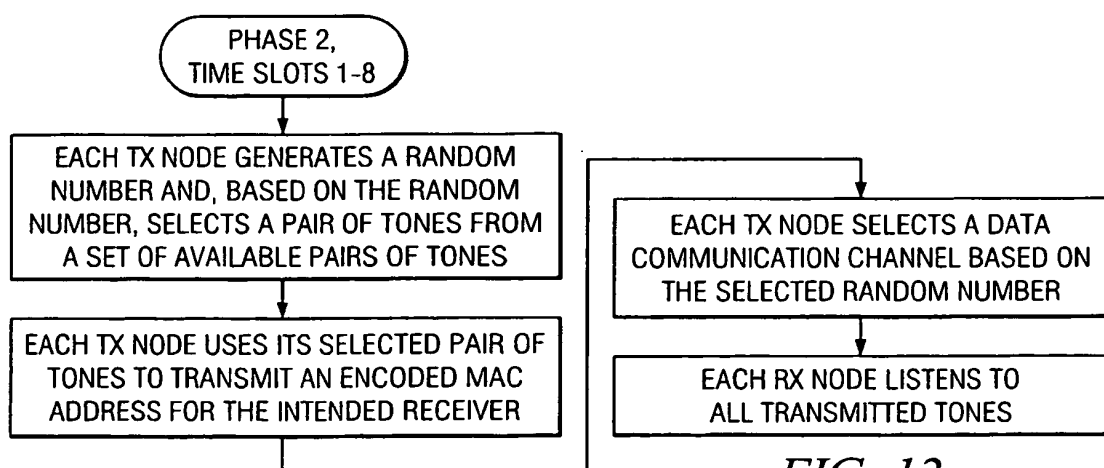 PHASE 2,
TIME SLOTS 1-8
EACH TX NODE GENERATES A RANDOM
NUMBER AND, BASED ON THE RANDOM
NUMBER, SELECTS A PAIR OF TONES FROM
A SET OF AVAILABLE PAIRS OF TONES
EACH TX NODE USES ITS SELECTED PAIR OF
TONES TO TRANSMIT AN ENCODED MAC
ADDRESS FOR THE INTENDED RECEIVER
EACH TX NODE SELECTS A DATA
COMMUNICATION CHANNEL BASED ON
THE SELECTED RANDOM NUMBER
EACH RX NODE LISTENS TO
ALL TRANSMITTED TONES